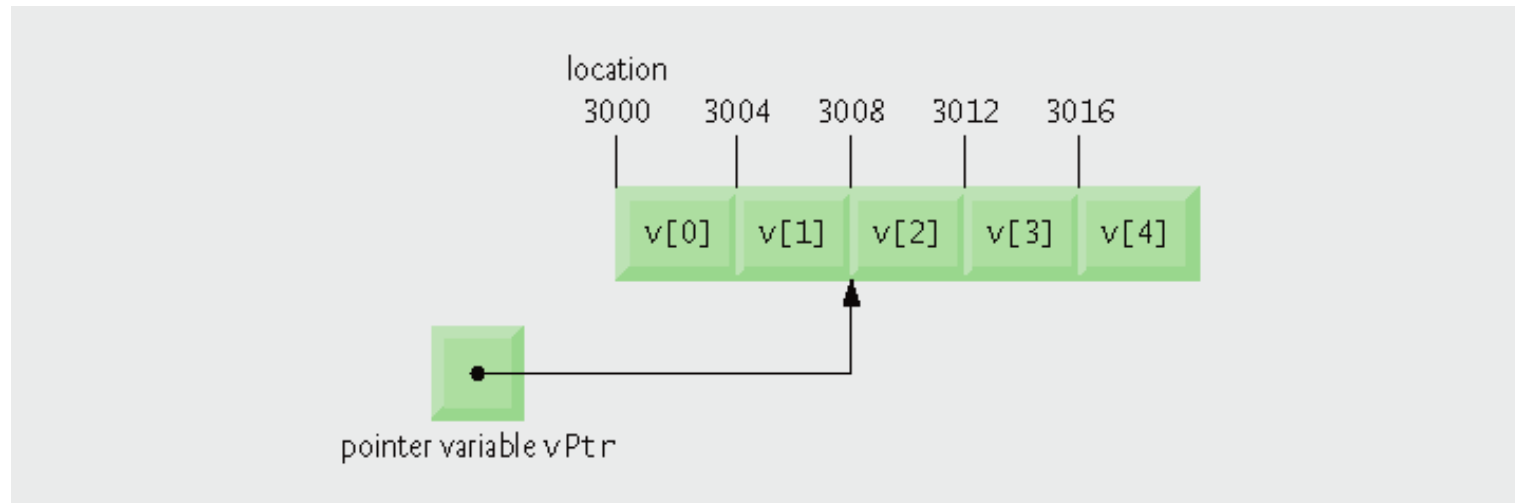 location
3000 3004 3008 3012 3016
v[0] v[1] v[2] v[3] v[4]
pointer variable vPtr